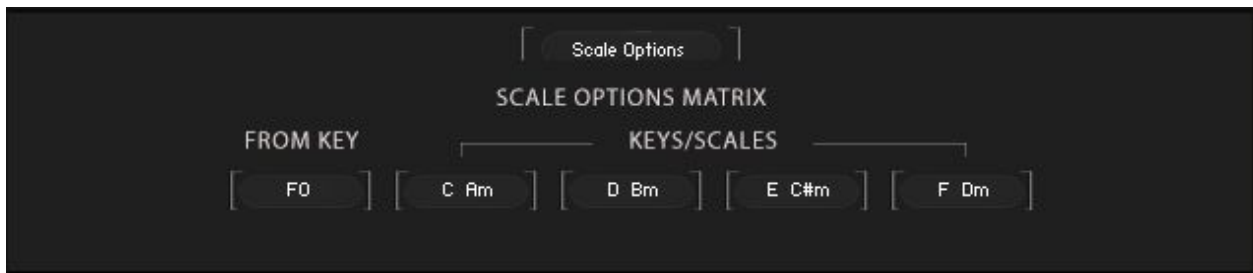 Scale Options
SCALE OPTIONS MATRIX
FROM KEY KEYS/SCALES
F0 C Am D Bm E C#m F Dm